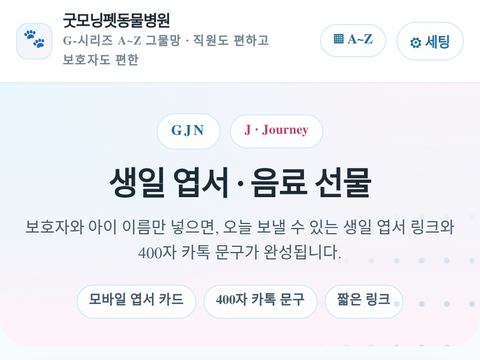 굿모닝펫동물병원
G-시리즈 A~Z 그물망 · 직원도 편하고
보호자도 편한
A~Z
세팅
GJN
J · Journey
생일 엽서 · 음료 선물
보호자와 아이 이름만 넣으면, 오늘 보낼 수 있는 생일 엽서 링크와
400자 카톡 문구가 완성됩니다.
모바일 엽서 카드
400자 카톡 문구
짧은 링크